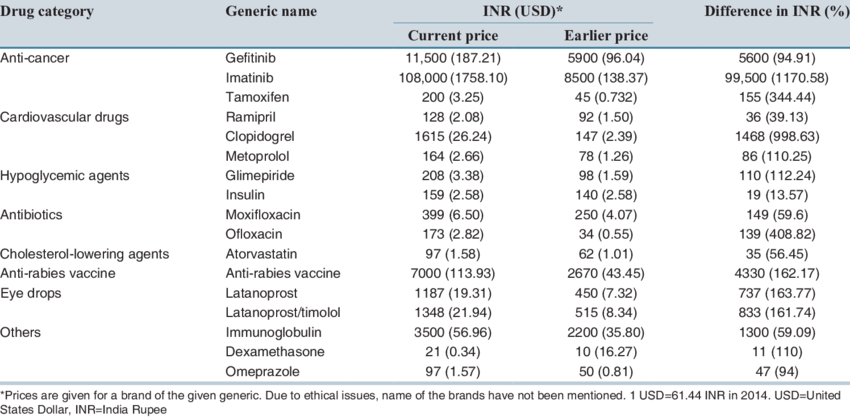 Drug category Generic name INR (USD)* Difference in INR (%)
Current price Earlier price
Anti-cancer Gefitinib 11,500 (187.21) 5900 (96.04) 5600 (94.91)
Imatinib 108,000 (1758.10) 8500 (138.37) 99,500 (1170.58)
Tamoxifen 200 (3.25) 45 (0.732) 155 (344.44)
Cardiovascular drugs Ramipril 128 (2.08) 92 (1.50) 36 (39.13)
Clopidogrel 1615 (26.24) 147 (2.39) 1468 (998.63)
Metoprolol 164 (2.66) 78 (1.26) 86 (110.25)
Hypoglycemic agents Glimepiride 208 (3.38) 98 (1.59) 110 (112.24)
Insulin 159 (2.58) 140 (2.58) 19 (13.57)
Antibiotics Moxifloxacin 399 (6.50) 250 (4.07) 149 (59.6)
Ofloxacin 173 (2.82) 34 (0.55) 139 (408.82)
Cholesterol-lowering agents Atorvastatin 97 (1.58) 62 (1.01) 35 (56.45)
Anti-rabies vaccine Anti-rabies vaccine 7000 (113.93) 2670 (43.45) 4330 (162.17)
Eye drops Latanoprost 1187 (19.31) 450 (7.32) 737 (163.77)
Latanoprost/timolol 1348 (21.94) 515 (8.34) 833 (161.74)
Others Immunoglobulin 3500 (56.96) 2200 (35.80) 1300 (59.09)
Dexamethasone 21 (0.34) 10 (16.27) 11 (110)
Omeprazole 97 (1.57) 50 (0.81) 47 (94)
*Prices are given for a brand of the given generic. Due to ethical issues, name of the brands have not been mentioned. 1 USD=61.44 INR in 2014. USD=United
States Dollar, INR=India Rupee